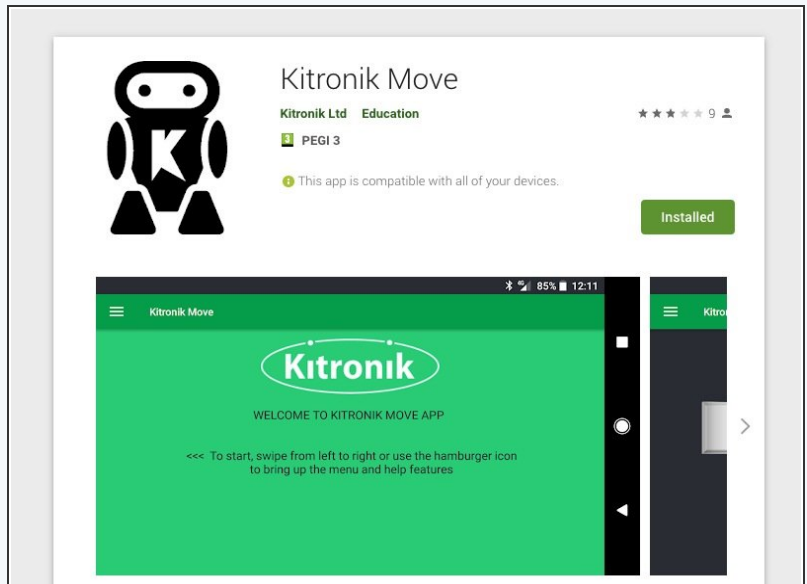 Kitronik Move
Kitronik Ltd Education
9
3 PEGI 3
This app is compatible with all of your devices.
Installed
K
4G 85% 12:11
Kitronik Move
Kitronik
WELCOME TO KITRONIK MOVE APP
<<< To start, swipe from left to right or use the hamburger icon
to bring up the menu and help features
Kitro